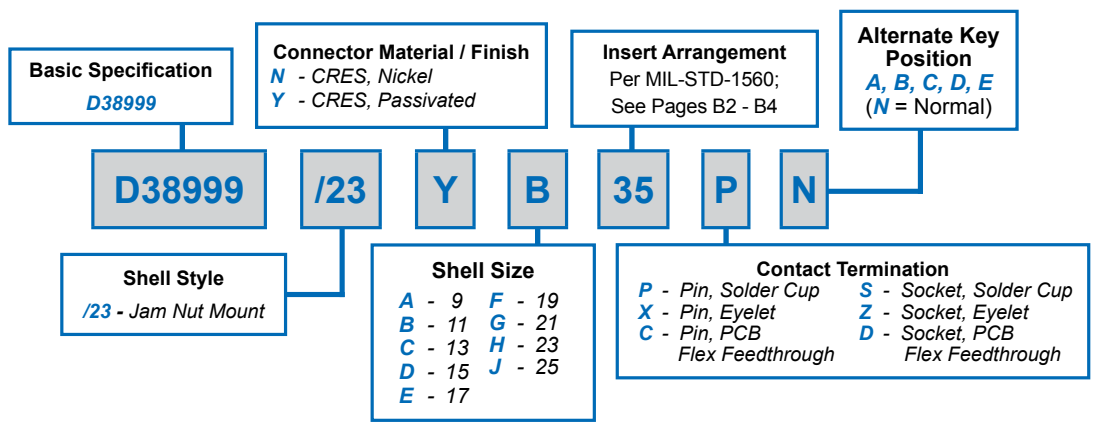 Basic Specification
D38999
Connector Material / Finish
N - CRES, Nickel
Y - CRES, Passivated
Insert Arrangement
Per MIL-STD-1560;
See Pages B2 - B4
Alternate Key
Position
A, B, C, D, E
(N = Normal)
D38999 /23 Y B 35 P N
Shell Style
/23 - Jam Nut Mount
Shell Size
A - 9 F - 19
B - 11 G - 21
C - 13 H - 23
D - 15 J - 25
E - 17
Contact Termination
P - Pin, Solder Cup S - Socket, Solder Cup
X - Pin, Eyelet Z - Socket, Eyelet
C - Pin, PCB D - Socket, PCB
Flex Feedthrough Flex Feedthrough